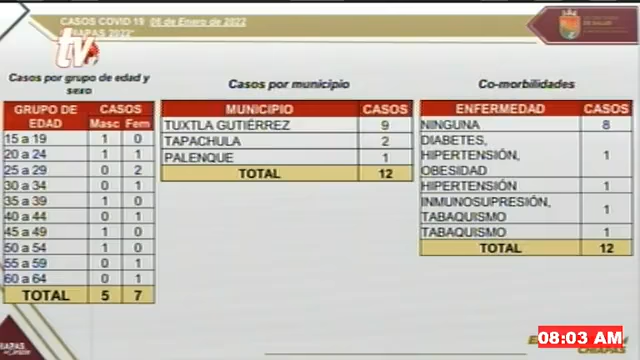 CASOS COVID 19 06 de Enero de 2022
CHIAPAS 2022"
tv
Casos por grupo de edad y
sexo
GRUPO DE EDAD CASOS
Masc Fem
15 a 19 1 0
20 a 24 1 1
25 a 29 0 2
30 a 34 0 1
35 a 39 1 0
40 a 44 0 1
45 a 49 1 0
50 a 54 1 0
55 a 59 0 1
60 a 64 0 1
TOTAL 5 7
Casos por municipio
MUNICIPIO CASOS
TUXTLA GUTIÉRREZ 9
TAPACHULA 2
PALENQUE 1
TOTAL 12
Co-morbilidades
ENFERMEDAD CASOS
NINGUNA 8
DIABETES,
HIPERTENSIÓN, 1
OBESIDAD
HIPERTENSIÓN 1
INMUNOSUPRESIÓN,
TABAQUISMO 1
TABAQUISMO 1
TOTAL 12
CHIAPAS
08:03 AM